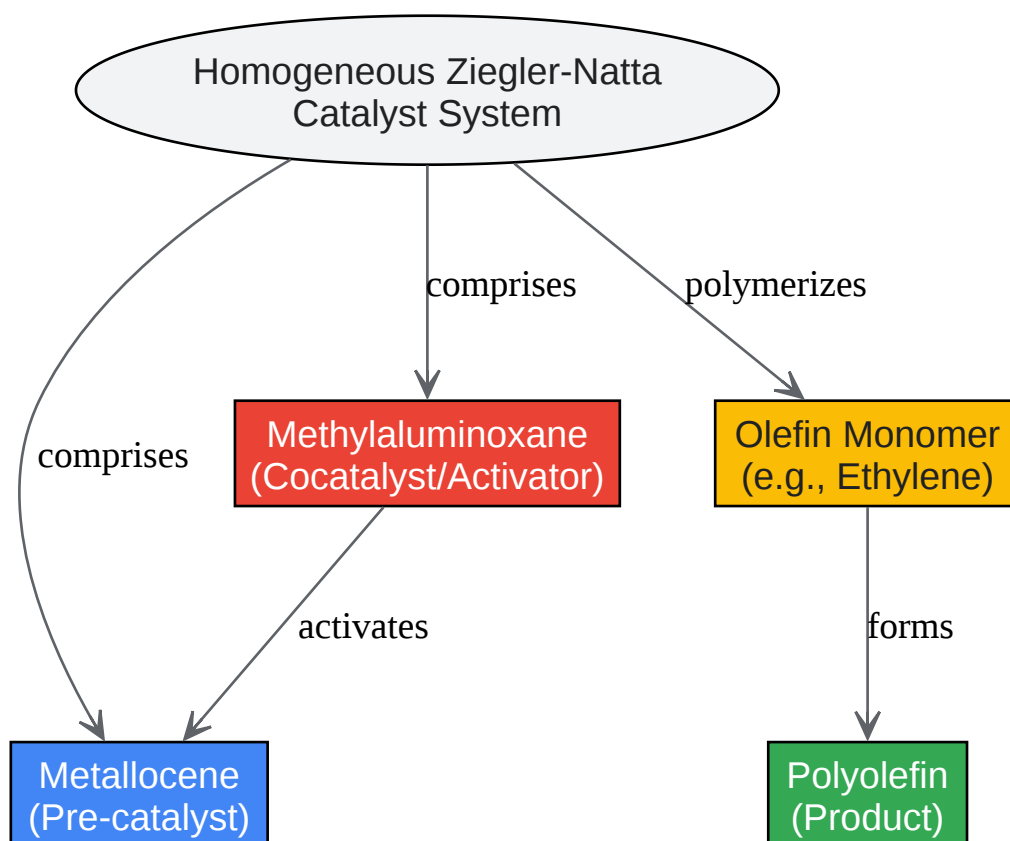 Homogeneous Ziegler-Natta
Catalyst System
comprises
polymerizes
Methylaluminoxane
(Cocatalyst/Activator)
Olefin Monomer
(e.g., Ethylene)
comprises
activates
forms
Metallocene
(Pre-catalyst)
Polyolefin
(Product)